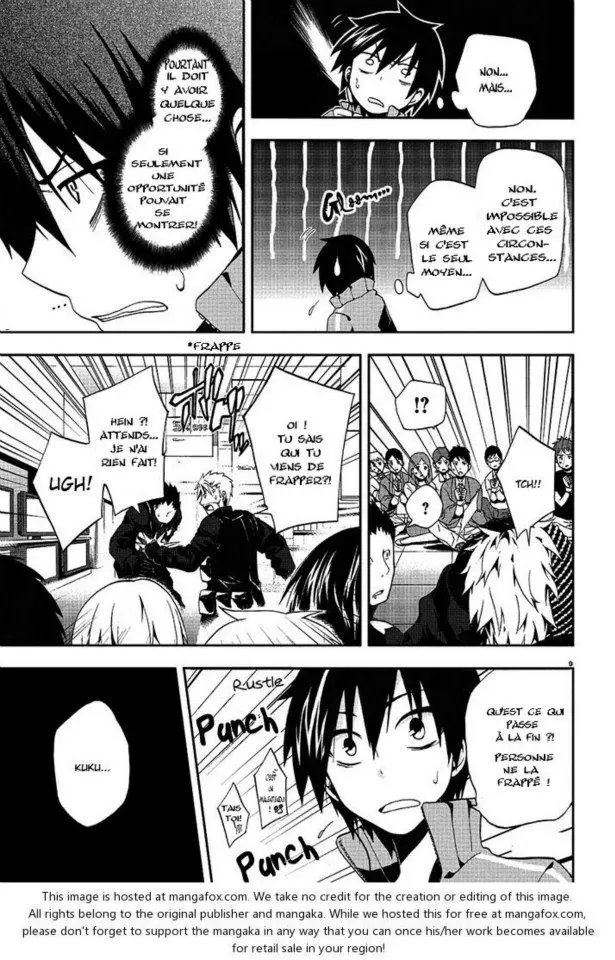 NON...
MAIS...
POURTANT
IL DOIT
Y AVOIR
QUELQUE
CHOSE...
SI
SEULEMENT
UNE
OPPORTUNITÉ
POUVAIT
SE
MONTRER!
NON.
C'EST
IMPOSSIBLE
AVEC CES
CIRCON-
STANCES...
MÊME
SI C'EST
LE SEUL
MOYEN...
Gloom...
*FRAPPE
!?
?
TCH!!
OI !
TU SAIS
QUI TU
VIENS DE
FRAPPER?!
HEIN ?!
ATTENDS...
JE N'AI
RIEN FAIT!
UGH!
9
QU'EST CE QUI
PASSE
À LA
FIN ?!
PERSONNE
NE LA
FRAPPÉ !
Rustle
Punch
C'EST
UN
MALENTENDU
!
TAIS
TOI!
Punch
KUKU...
This image is hosted at mangafox.com. We take no credit for the creation or editing of this image.
All rights belong to the original publisher and mangaka. While we hosted this for free at mangafox.com,
please don't forget to support the mangaka in any way that you can once his/her work becomes available
for retail sale in your region!